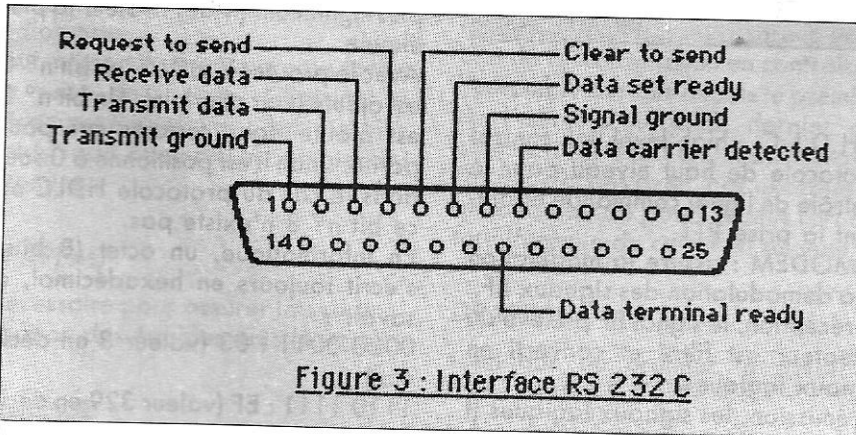 Request to send
Receive data
Transmit data
Transmit ground
Clear to send
Data set ready
Signal ground
Data carrier detected
1 13
14 25
Data terminal ready
Figure 3 : Interface RS 232 C